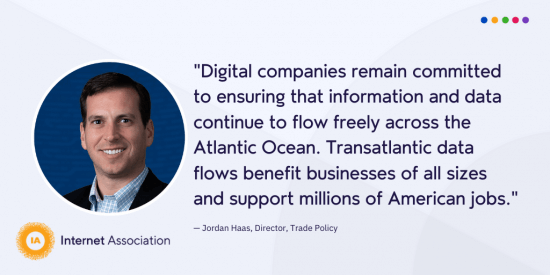 "Digital companies remain committed
to ensuring that information and data
continue to flow freely across the
Atlantic Ocean. Transatlantic data
flows benefit businesses of all sizes
and support millions of American jobs."
— Jordan Haas, Director, Trade Policy
IA
Internet Association